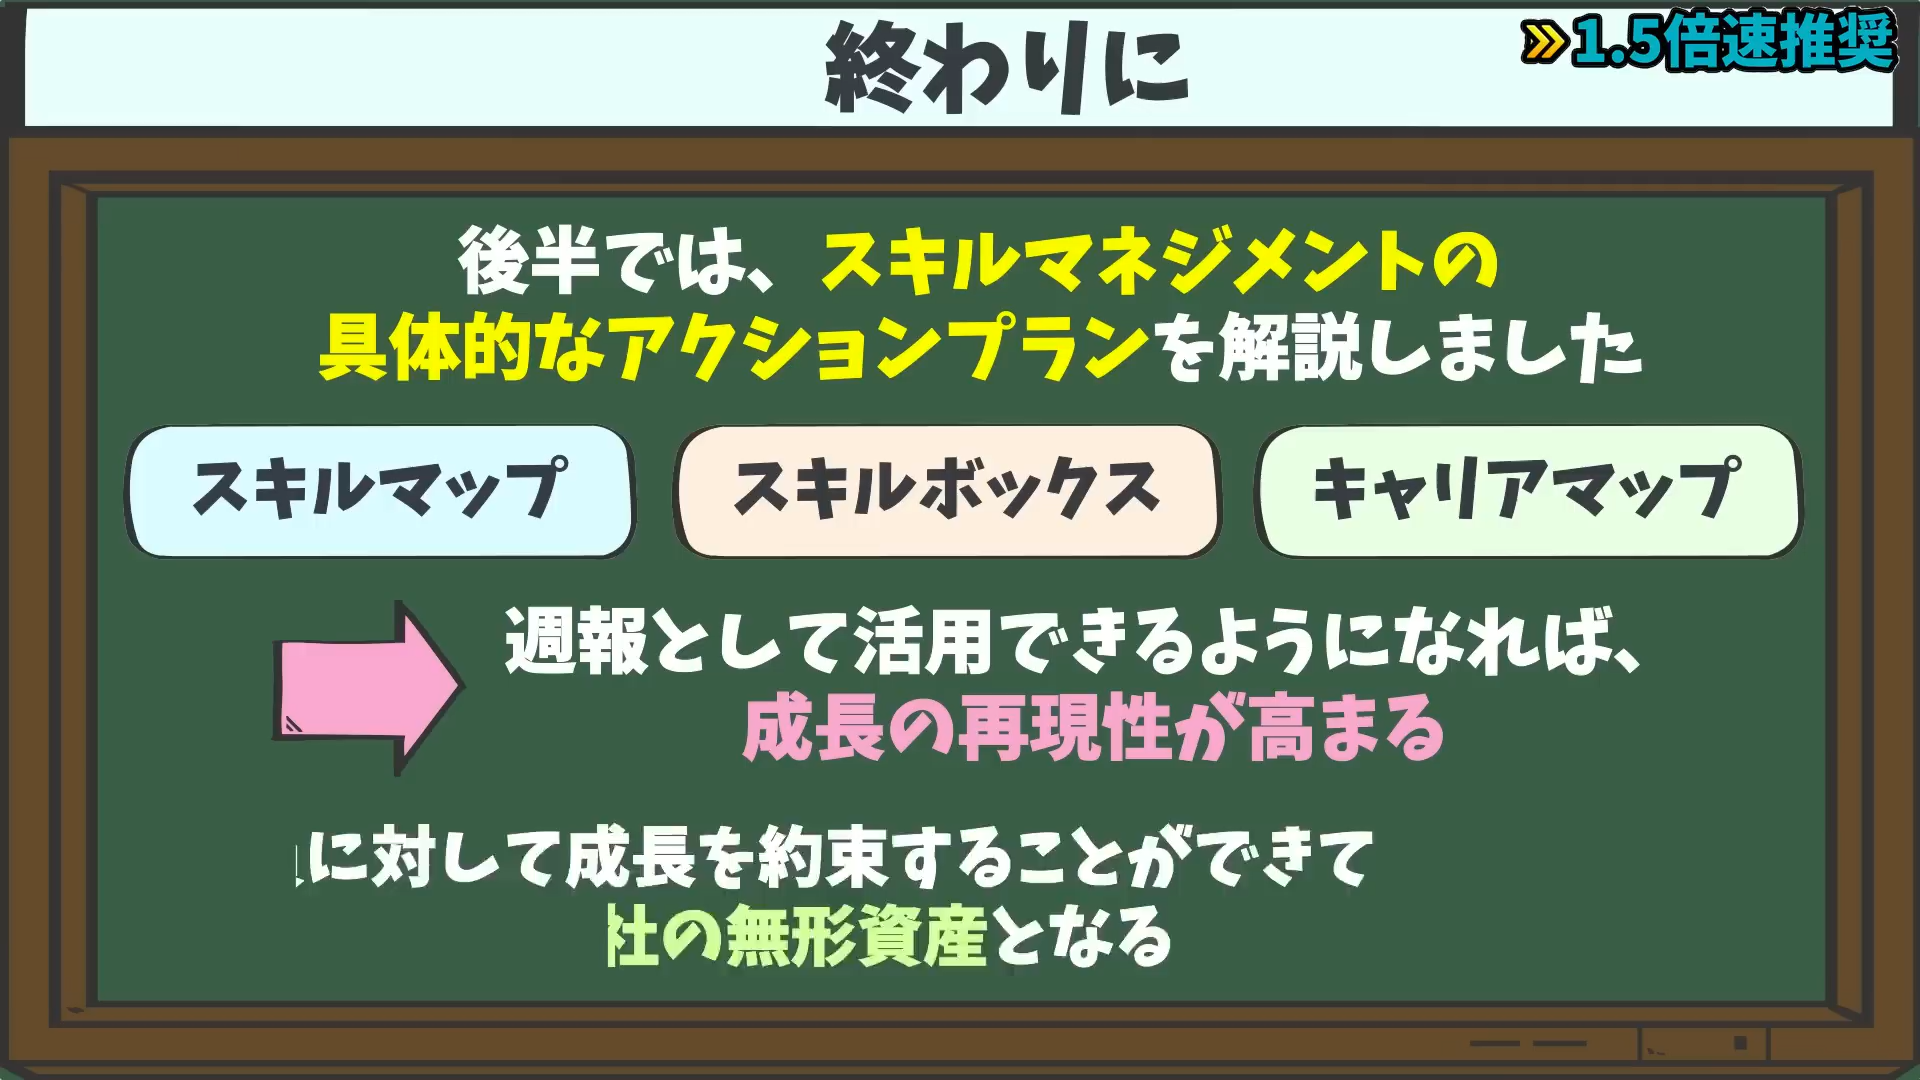 終わりに
1.5倍速推奨
後半では、スキルマネジメントの
具体的なアクションプランを解説しました
スキルマップ
スキルボックス
キャリアマップ
週報として活用できるようになれば、
成長の再現性が高まる
に対して成長を約束することができて
社の無形資産となる